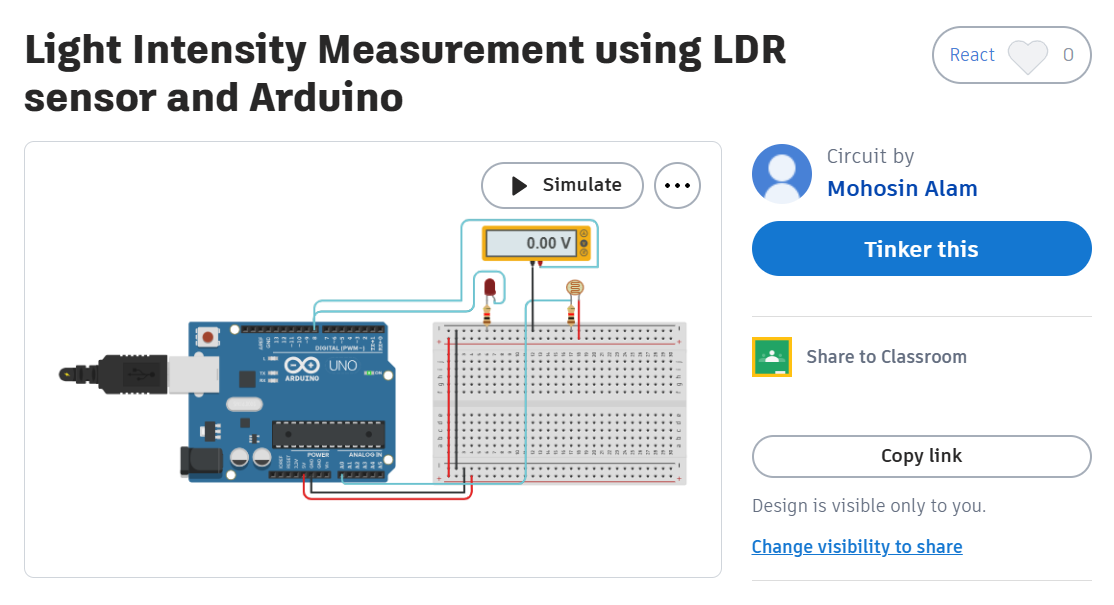 Light Intensity Measurement using LDR
sensor and Arduino
React 0
Simulate
Circuit by
Mohosin Alam
0.00 V
Tinker this
Share to Classroom
DIGITAL (PWM~)
UNO
ARDUINO
POWER
ANALOG IN
Copy link
Design is visible only to you.
Change visibility to share